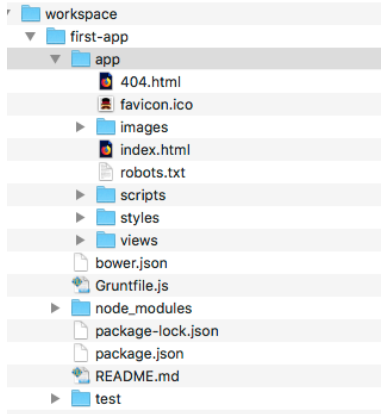 workspace
first-app
app
404.html
favicon.ico
images
index.html
robots.txt
scripts
styles
views
bower.json
Gruntfile.js
node_modules
package-lock.json
package.json
README.md
test